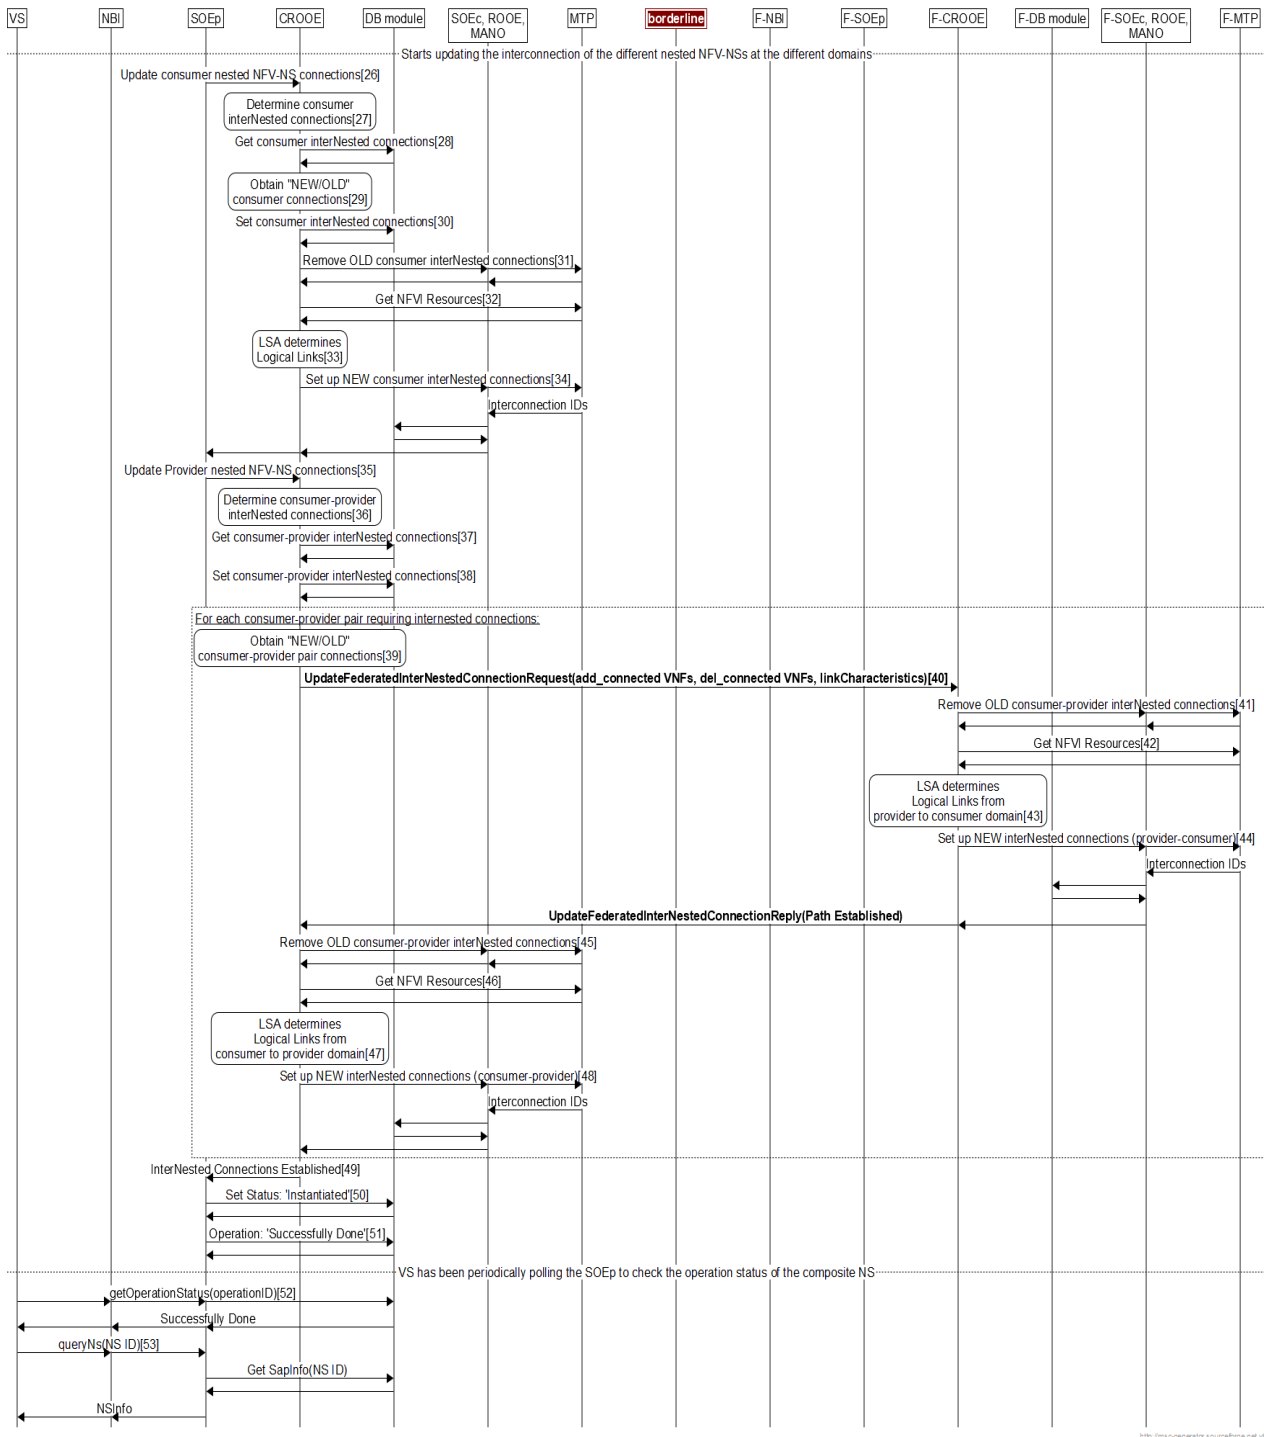 VS
NBI
SOEp
CROOE
DB module
SOEc, ROOE,
MANO
MTP
borderline
F-NBI
F-SOEp
F-CROOE
F-DB module
F-SOEc, ROOE,
MANO
F-MTP
Starts updating the interconnection of the different nested NFV-NSs at the different domains
Update consumer nested NFV-NS connections[26]
Determine consumer
interNested connections[27]
Get consumer interNested connections[28]
Obtain "NEW/OLD"
consumer connections[29]
Set consumer interNested connections[30]
Remove OLD consumer interNested connections[31]
Get NFVI Resources[32]
LSA determines
Logical Links[33]
Set up NEW consumer interNested connections[34]
Interconnection IDs
Update Provider nested NFV-NS connections[35]
Determine consumer-provider
interNested connections[36]
Get consumer-provider interNested connections[37]
Set consumer-provider interNested connections[38]
For each consumer-provider pair requiring internested connections:
Obtain "NEW/OLD"
consumer-provider pair connections[39]
UpdateFederatedInterNestedConnectionRequest(add_connected VNFs, del_connected VNFs, linkCharacteristics)[40]
Remove OLD consumer-provider interNested connections[41]
Get NFVI Resources[42]
LSA determines
Logical Links from
provider to consumer domain[43]
Set up NEW interNested connections (provider-consumer)[44]
Interconnection IDs
UpdateFederatedInterNestedConnectionReply(Path Established)
Remove OLD consumer-provider interNested connections[45]
Get NFVI Resources[46]
LSA determines
Logical Links from
consumer to provider domain[47]
Set up NEW interNested connections (consumer-provider)[48]
Interconnection IDs
InterNested Connections Established[49]
Set Status: 'Instantiated'[50]
Operation: 'Successfully Done'[51]
VS has been periodically polling the SOEp to check the operation status of the composite NS
getOperationStatus(operationID)[52]
Successfully Done
queryNs(NS ID)[53]
Get SapInfo(NS ID)
NSInfo